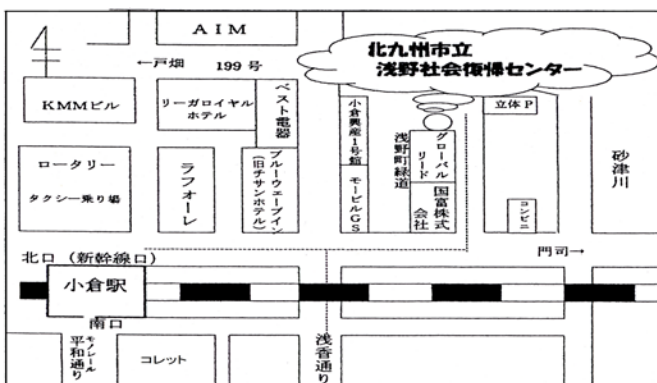 AIM
北九州市立
浅野社会復帰センター
←戸畑　199号
KMMビル
リーガロイヤル
ホテル
ベスト電器
小倉興産1号館
立体P
ロータリー
タクシー乗り場
ラフォーレ
ブルーウェーブイン
(旧チサンホテル)
モービルGS
浅野町緑道
グローバル
リード
国富株式
会社
コンビニ
砂津川
北口（新幹線口）
門司→
小倉駅
南口
モノレール
平和通り
コレット
浅香通り